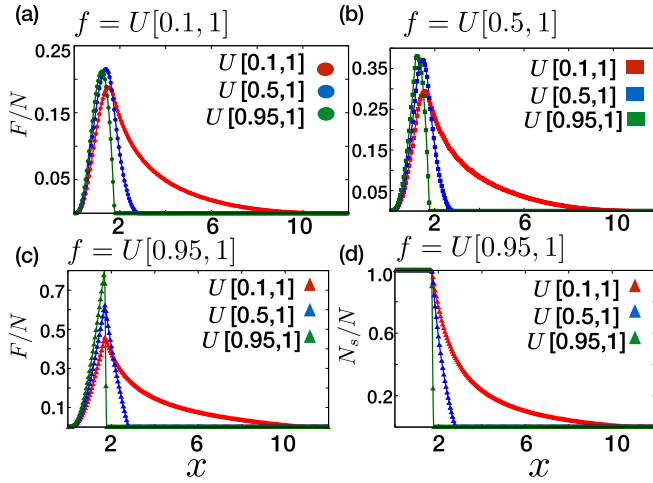 (a) f = U[0.1, 1]
U[0.1,1]
U[0.5,1]
U[0.95,1]
F/N
0.25
0.15
0.05
2 6 10
(b) f = U[0.5, 1]
U[0.1,1]
U[0.5,1]
U[0.95,1]
0.35
0.25
0.15
0.05
2 6 10
(c) f = U[0.95, 1]
U[0.1,1]
U[0.5,1]
U[0.95,1]
F/N
0.7
0.5
0.3
0.1
2 6 10
x
(d) f = U[0.95, 1]
U[0.1,1]
U[0.5,1]
U[0.95,1]
N_s/N
1.0
0.6
0.2
2 6 10
x